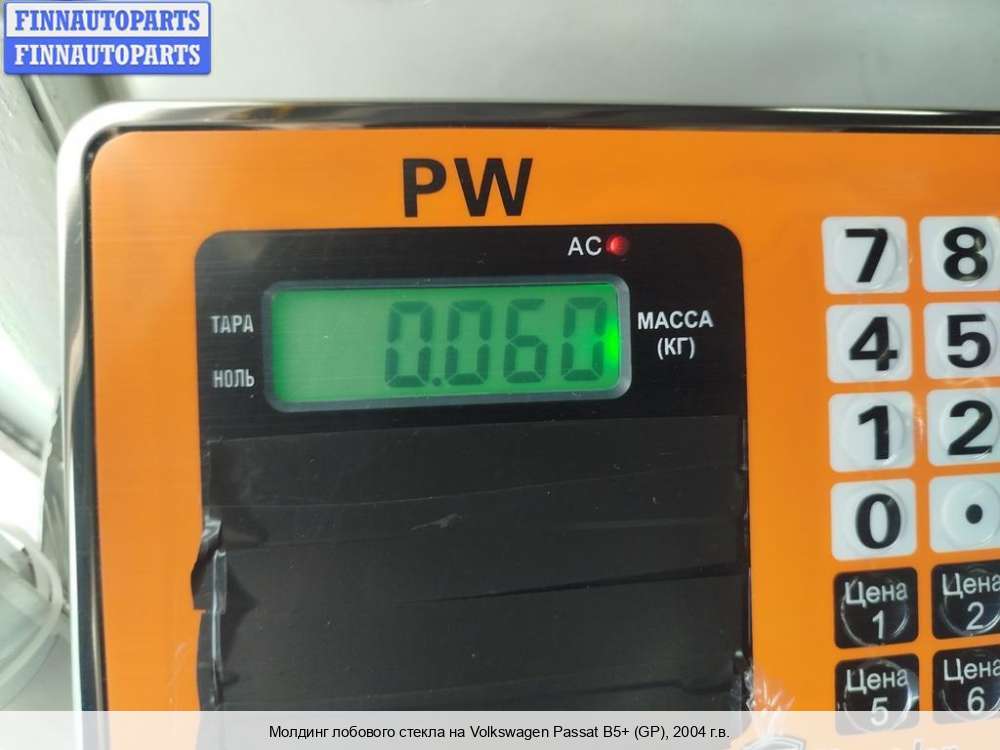 FINNAUTOPARTS
FINNAUTOPARTS
PW
AC
ТАРА
НОЛЬ
0.060
МАССА
(КГ)
7
8
4
5
1
2
0
.
Цена
1
Цена
2
Цена
5
Цена
6
Молдинг лобового стекла на Volkswagen Passat B5+ (GP), 2004 г.в.